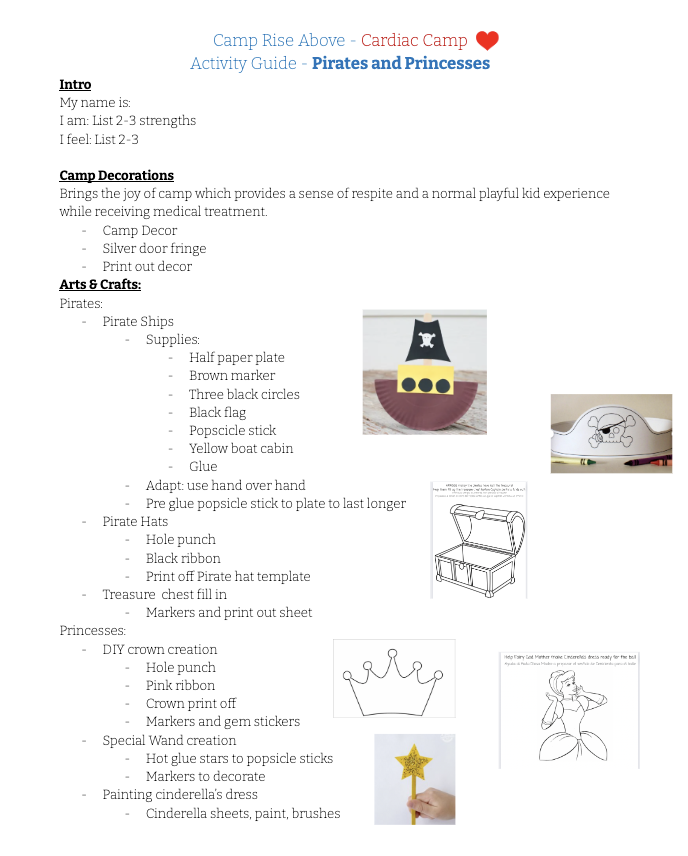 Camp Rise Above - Cardiac Camp
Activity Guide - Pirates and Princesses
Intro
My name is:
I am: List 2-3 strengths
I feel: List 2-3
Camp Decorations
Brings the joy of camp which provides a sense of respite and a normal playful kid experience
while receiving medical treatment.
- Camp Decor
- Silver door fringe
- Print out decor
Arts & Crafts:
Pirates:
- Pirate Ships
- Supplies:
- Half paper plate
- Brown marker
- Three black circles
- Black flag
- Popscicle stick
- Yellow boat cabin
- Glue
- Adapt: use hand over hand
- Pre glue popsicle stick to plate to last longer
- Pirate Hats
- Hole punch
- Black ribbon
- Print off Pirate hat template
- Treasure chest fill in
- Markers and print out sheet
Princesses:
- DIY crown creation
- Hole punch
- Pink ribbon
- Crown print off
- Markers and gem stickers
- Special Wand creation
- Hot glue stars to popsicle sticks
- Markers to decorate
- Painting cinderella's dress
- Cinderella sheets, paint, brushes
Help Fairy God Mother make Cinderella's dress ready for the ball